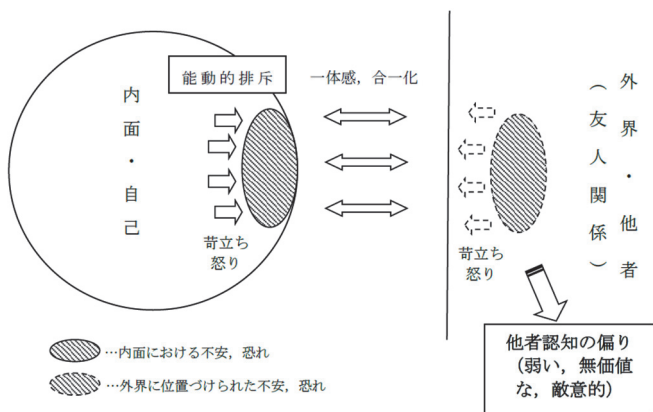 能動的排斥
一体感，合一化
内面・自己
苛立ち
怒り
苛立ち
怒り
外界・他者
（友人関係）
…内面における不安，恐れ
…外界に位置づけられた不安，恐れ
他者認知の偏り
（弱い，無価値
な，敵意的）